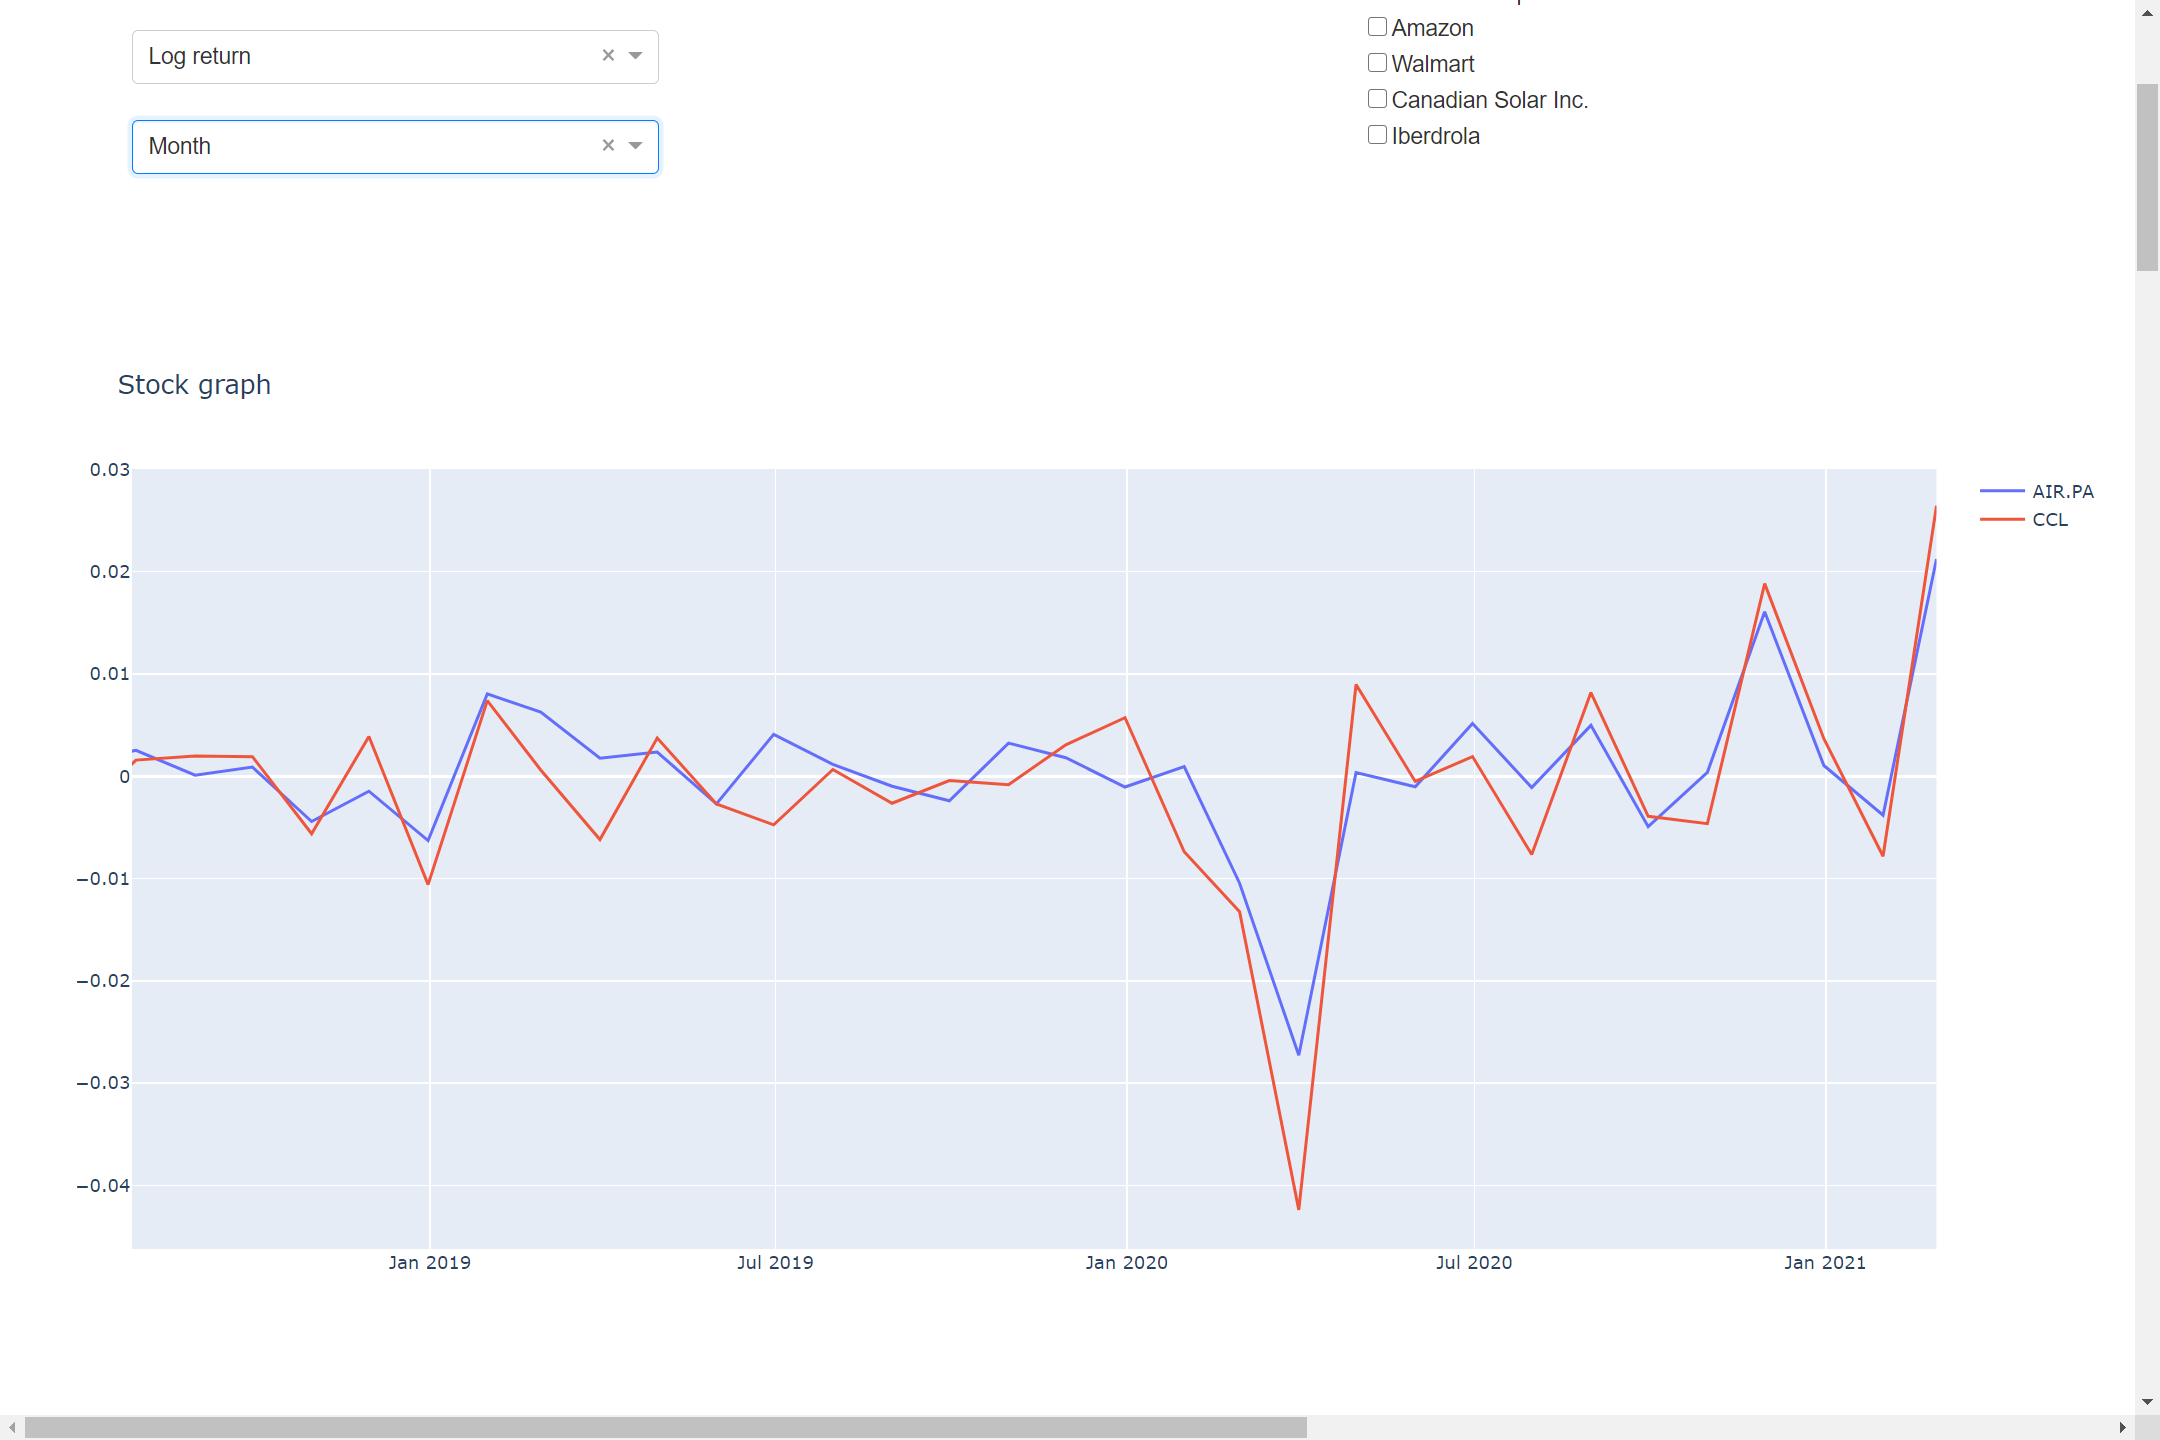 Log return
Month
Amazon
Walmart
Canadian Solar Inc.
Iberdrola
Stock graph
0.03
0.02
0.01
0
−0.01
−0.02
−0.03
−0.04
Jan 2019
Jul 2019
Jan 2020
Jul 2020
Jan 2021
AIR.PA
CCL